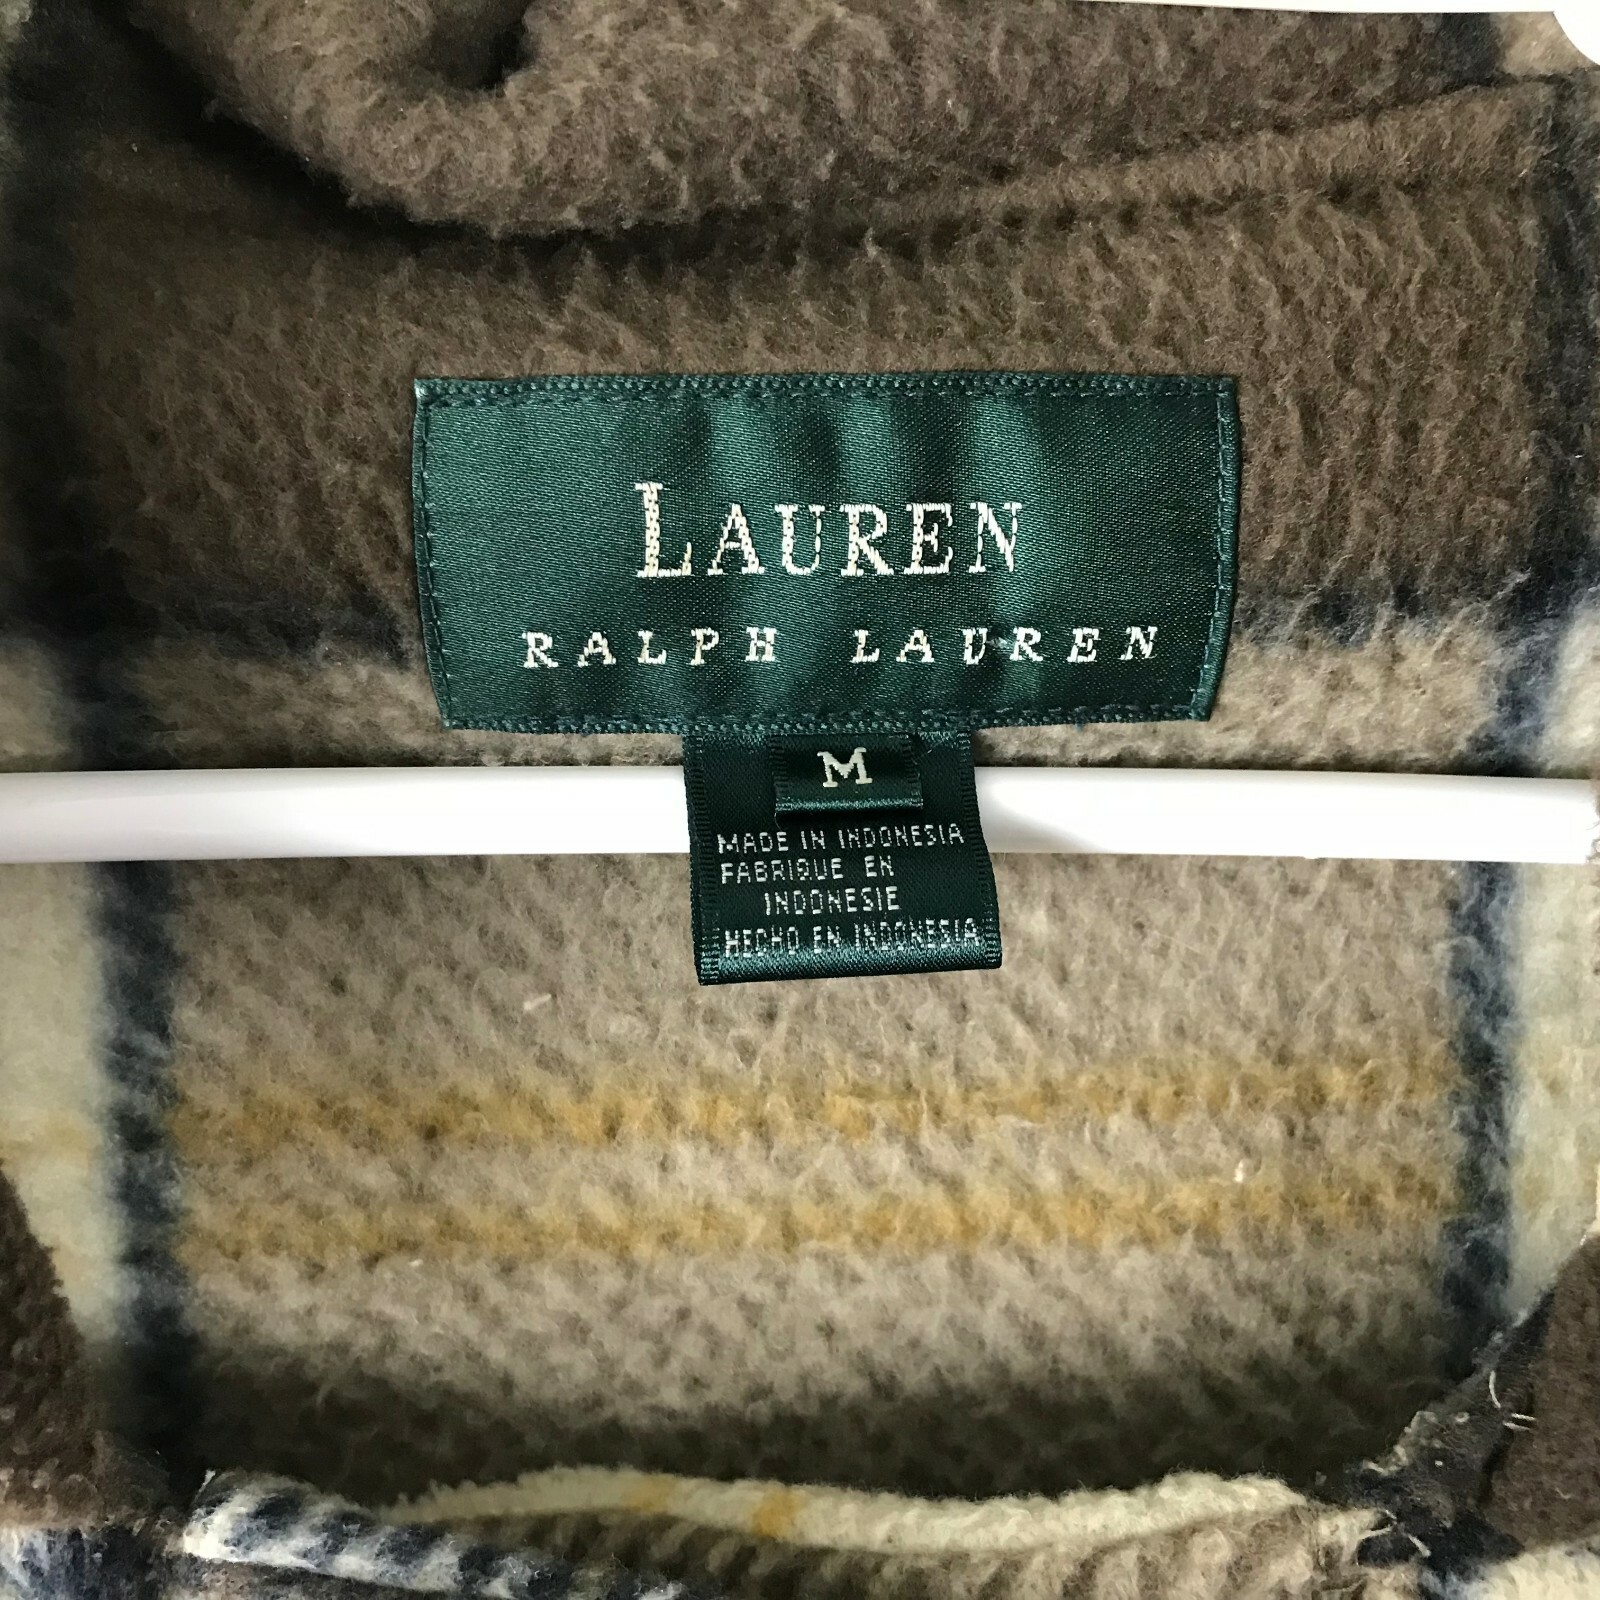 LAUREN
RALPH LAUREN
M
MADE IN INDONESIA
FABRIQUE EN
INDONESIE
HECHO EN INDONESIA